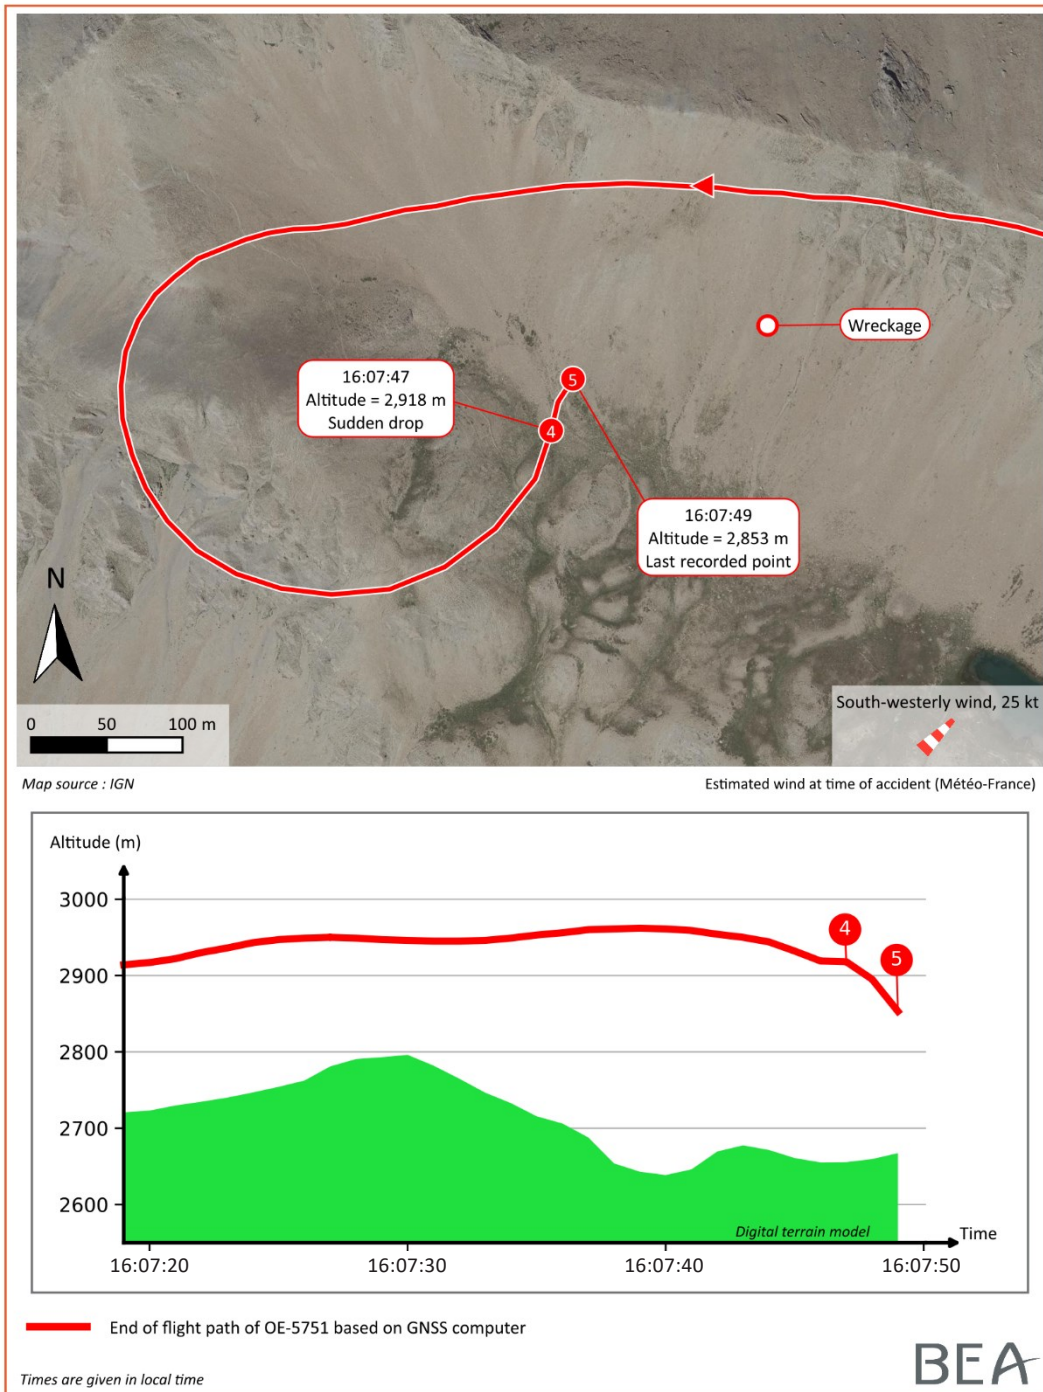 Wreckage
16:07:47
Altitude = 2,918 m
Sudden drop
4
5
16:07:49
Altitude = 2,853 m
Last recorded point
N
0 50 100 m
South-westerly wind, 25 kt
Map source : IGN
Estimated wind at time of accident (Météo-France)
Altitude (m)
3000
2900
2800
2700
2600
4
5
Digital terrain model
Time
16:07:20 16:07:30 16:07:40 16:07:50
End of flight path of OE-5751 based on GNSS computer
Times are given in local time
BEA